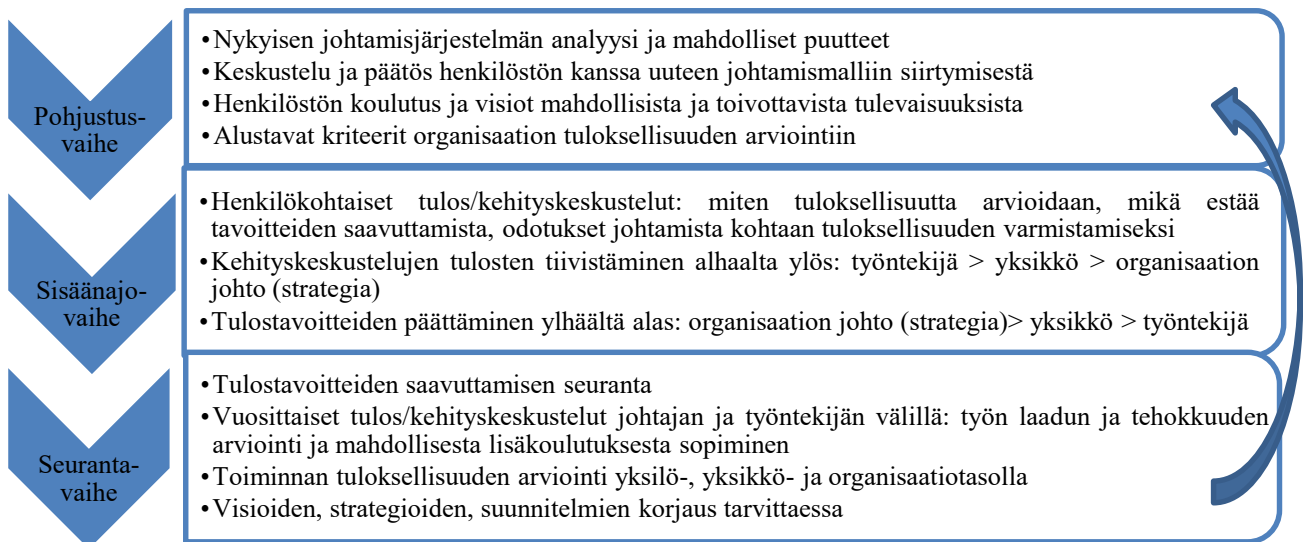 Pohjustus-
vaihe
•Nykyisen johtamisjärjestelmän analyysi ja mahdolliset puutteet
•Keskustelu ja päätös henkilöstön kanssa uuteen johtamismalliin siirtymisestä
•Henkilöstön koulutus ja visiot mahdollisista ja toivottavista tulevaisuuksista
•Alustavat kriteerit organisaation tuloksellisuuden arviointiin
Sisäänajo-
vaihe
•Henkilökohtaiset tulos/kehityskeskustelut: miten tuloksellisuutta arvioidaan, mikä estää
tavoitteiden saavuttamista, odotukset johtamista kohtaan tuloksellisuuden varmistamiseksi
•Kehityskeskustelujen tulosten tiivistäminen alhaalta ylös: työntekijä > yksikkö > organisaation
johto (strategia)
•Tulostavoitteiden päättäminen ylhäältä alas: organisaation johto (strategia)> yksikkö > työntekijä
Seuranta-
vaihe
•Tulostavoitteiden saavuttamisen seuranta
•Vuosittaiset tulos/kehityskeskustelut johtajan ja työntekijän välillä: työn laadun ja tehokkuuden
arviointi ja mahdollisesta lisäkoulutuksesta sopiminen
•Toiminnan tuloksellisuuden arviointi yksilö-, yksikkö- ja organisaatiotasolla
•Visioiden, strategioiden, suunnitelmien korjaus tarvittaessa